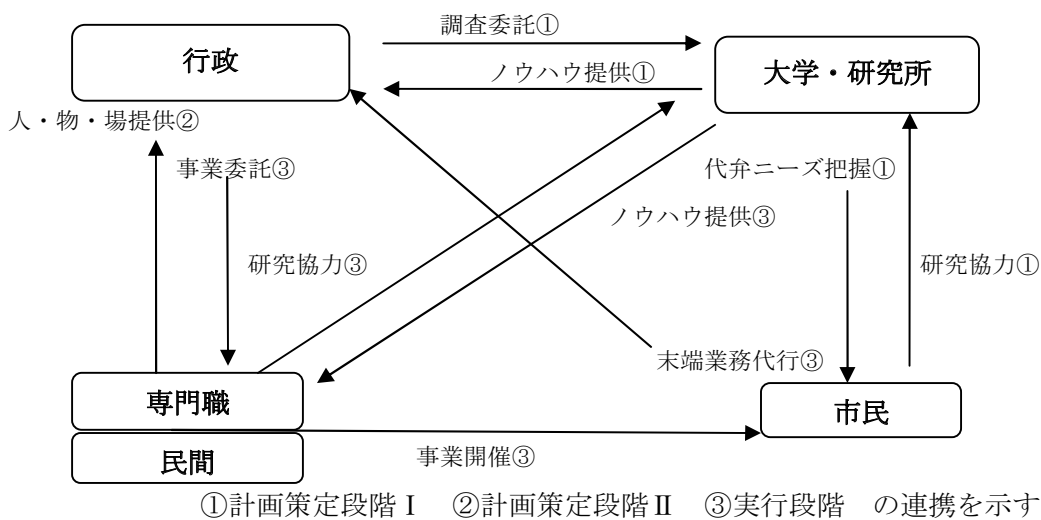 調査委託①
行政
大学・研究所
ノウハウ提供①
人・物・場提供②
事業委託③
代弁ニーズ把握①
ノウハウ提供③
研究協力③
研究協力①
末端業務代行③
専門職
市民
民間
事業開催③
①計画策定段階Ⅰ ②計画策定段階Ⅱ ③実行段階 の連携を示す